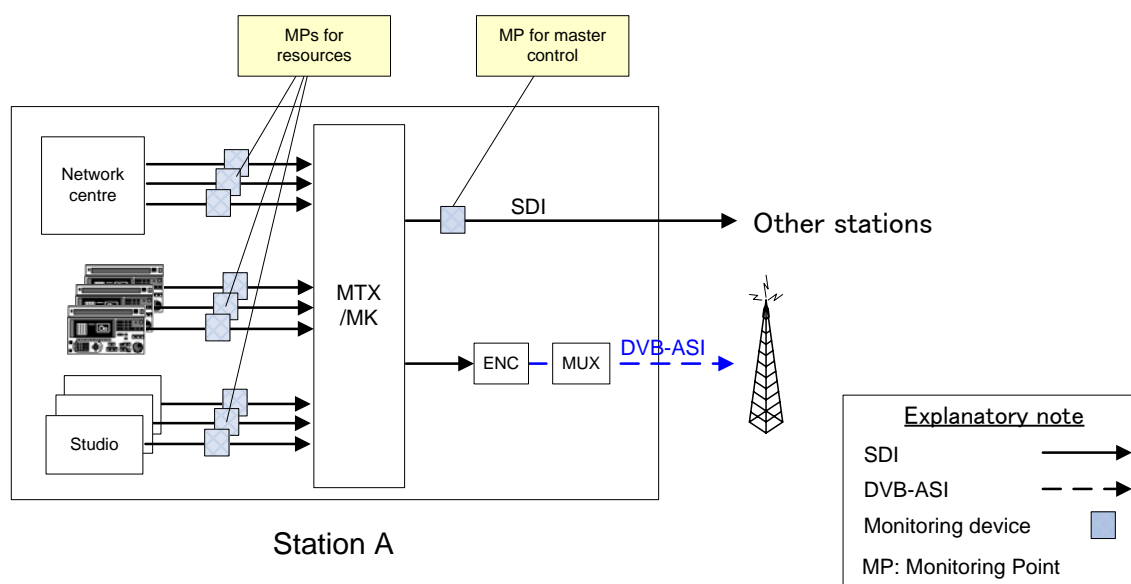 MPs for
resources
MP for master
control
Network
centre
MTX
/MK
SDI
Other stations
ENC
MUX
DVB-ASI
Studio
Station A
Explanatory note
SDI
DVB-ASI
Monitoring device
MP: Monitoring Point